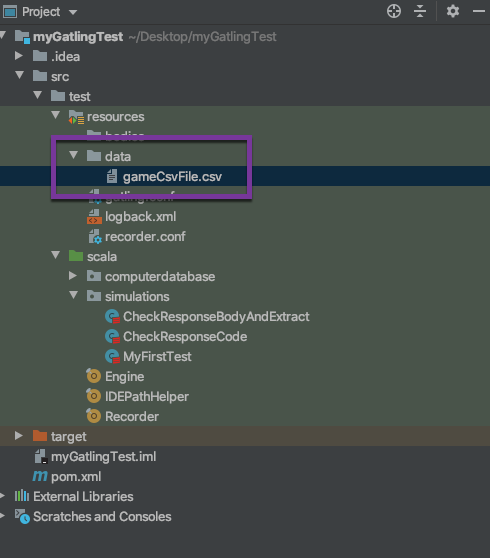 Project
myGatlingTest ~/Desktop/myGatlingTest
.idea
src
test
resources
bodies
data
gameCsvFile.csv
gatling.conf
logback.xml
recorder.conf
scala
computerdatabase
simulations
CheckResponseBodyAndExtract
CheckResponseCode
MyFirstTest
Engine
IDEPathHelper
Recorder
target
myGatlingTest.iml
pom.xml
External Libraries
Scratches and Consoles